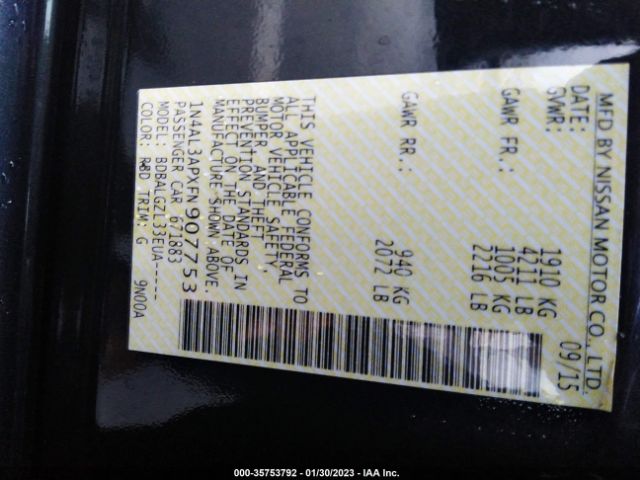 MFD BY NISSAN MOTOR CO., LTD.
DATE: 09/15
GVWR: 1910 KG
4211 LB
GAWR FR.: 1005 KG
2216 LB
GAWR RR.: 940 KG
2072 LB
THIS VEHICLE CONFORMS TO
ALL APPLICABLE FEDERAL
MOTOR VEHICLE SAFETY,
BUMPER, AND THEFT
PREVENTION STANDARDS IN
EFFECT ON THE DATE OF
MANUFACTURE SHOWN ABOVE.
1N4AL3APXFN907753
PASSENGER CAR 671883
MODEL: BDBALGZL33EUA-----
COLOR: RBD TRIM: G 9N00A
000-35753792 - 01/30/2023 - IAA Inc.